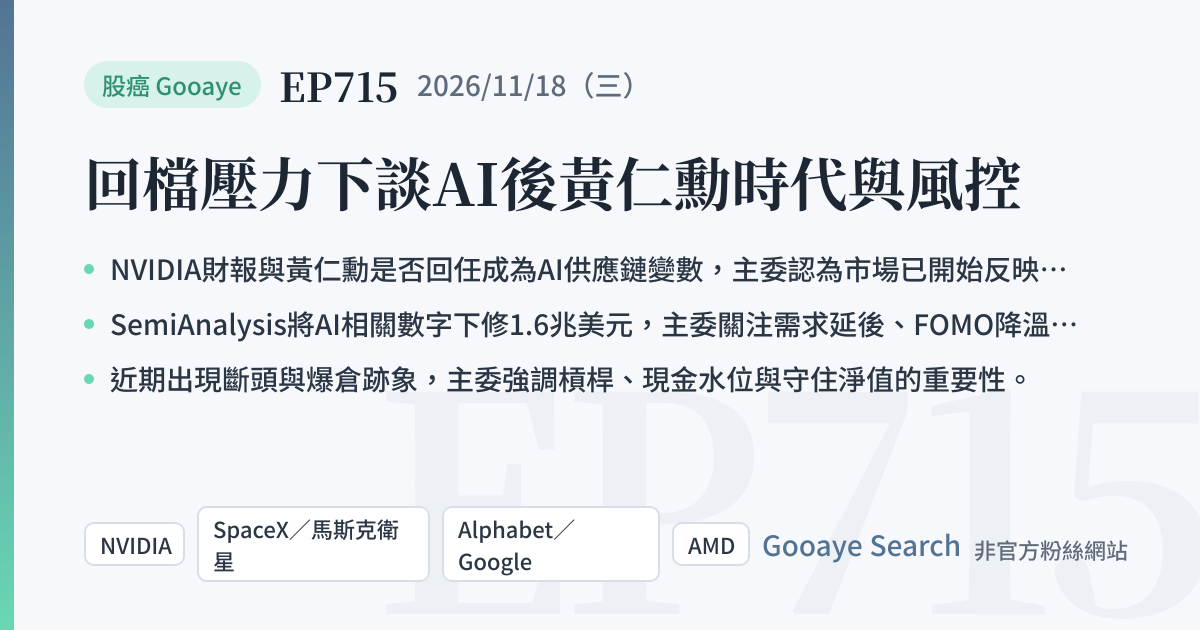 股癌 Gooaye EP715 2026/11/18（三）
回檔壓力下談AI後黃仁勳時代與風控
NVIDIA財報與黃仁勳是否回任成為AI供應鏈變數，主委認為市場已開始反映…
SemiAnalysis將AI相關數字下修1.6兆美元，主委關注需求延後、FOMO降溫…
近期出現斷頭與爆倉跡象，主委強調槓桿、現金水位與守住淨值的重要性。
EP715
NVIDIA
SpaceX／馬斯克衛
星
Alphabet／
Google
AMD
Gooaye Search 非官方粉絲網站